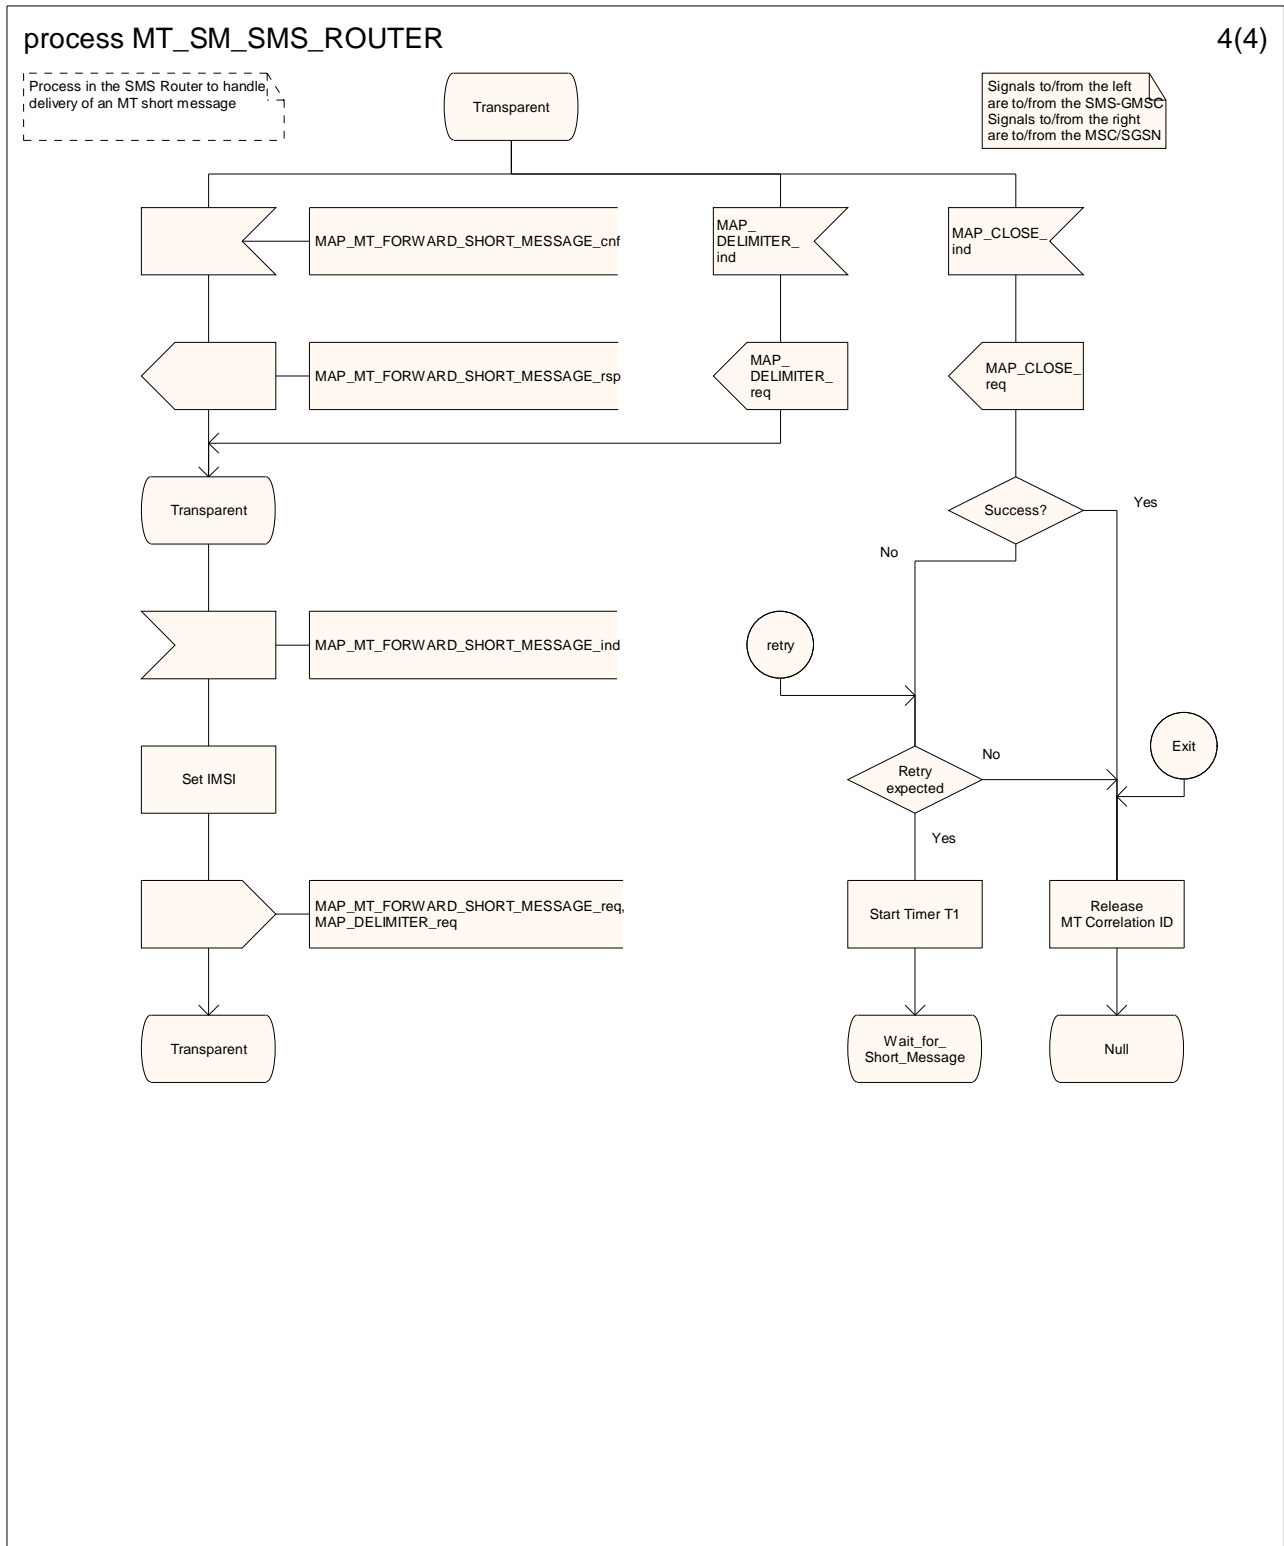 process MT_SM_SMS_ROUTER
4(4)
Process in the SMS Router to handle
delivery of an MT short message
Transparent
Signals to/from the left
are to/from the SMS-GMSC
Signals to/from the right
are to/from the MSC/SGSN
MAP_MT_FORWARD_SHORT_MESSAGE_cnf
MAP_
DELIMITER_
ind
MAP_CLOSE_
ind
MAP_MT_FORWARD_SHORT_MESSAGE_rsp
MAP_
DELIMITER_
req
MAP_CLOSE_
req
Transparent
Success?
Yes
No
MAP_MT_FORWARD_SHORT_MESSAGE_ind
retry
Set IMSI
Retry
expected
No
Exit
Yes
MAP_MT_FORWARD_SHORT_MESSAGE_req,
MAP_DELIMITER_req
Start Timer T1
Release
MT Correlation ID
Transparent
Wait_for_
Short_Message
Null